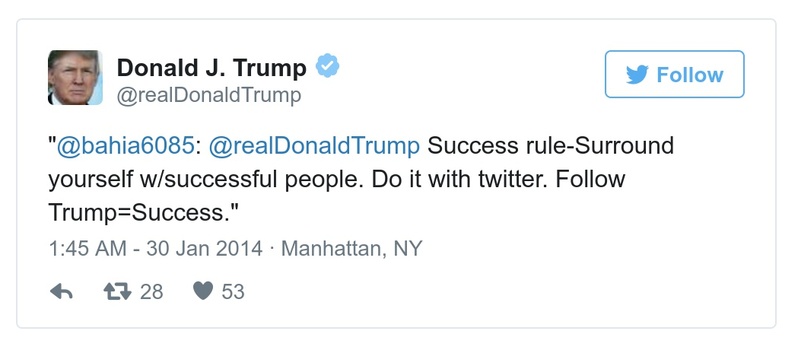 Donald J. Trump
@realDonaldTrump
Follow
"@bahia6085: @realDonaldTrump Success rule-Surround
yourself w/successful people. Do it with twitter. Follow
Trump=Success."
1:45 AM - 30 Jan 2014 · Manhattan, NY
28 53